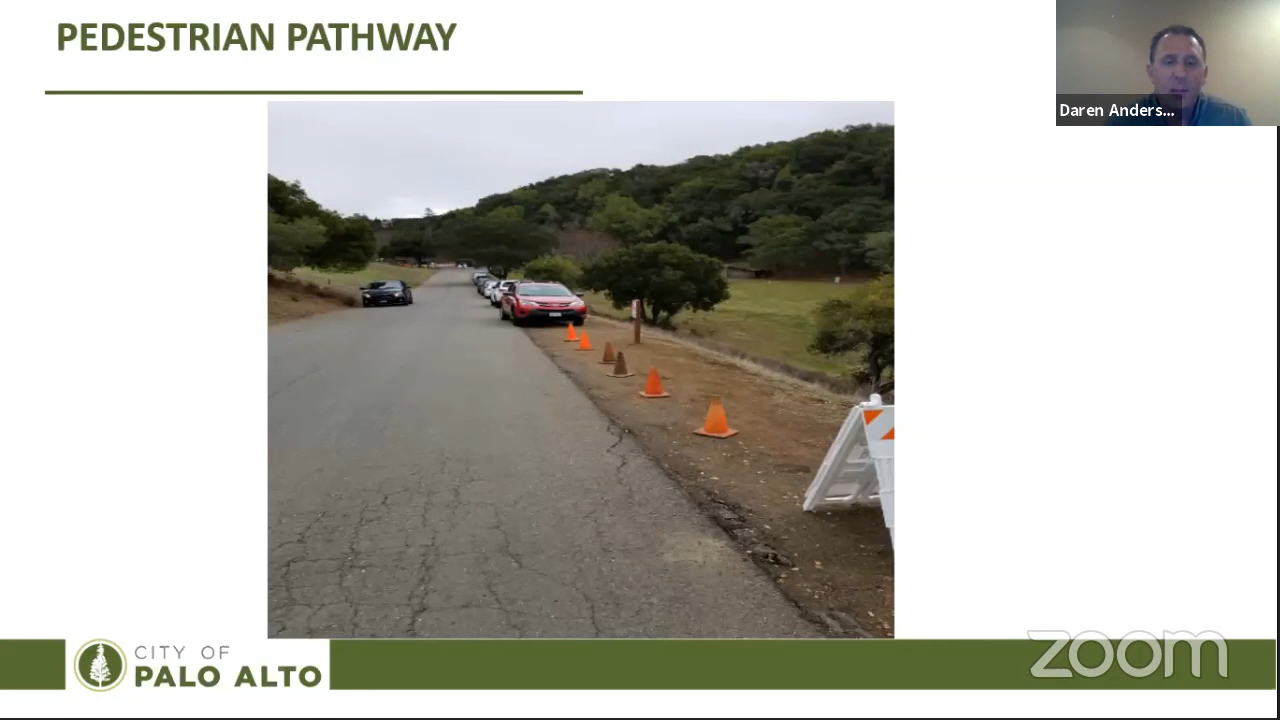 PEDESTRIAN PATHWAY
Daren Anders...
CITY OF
PALO ALTO
zoom